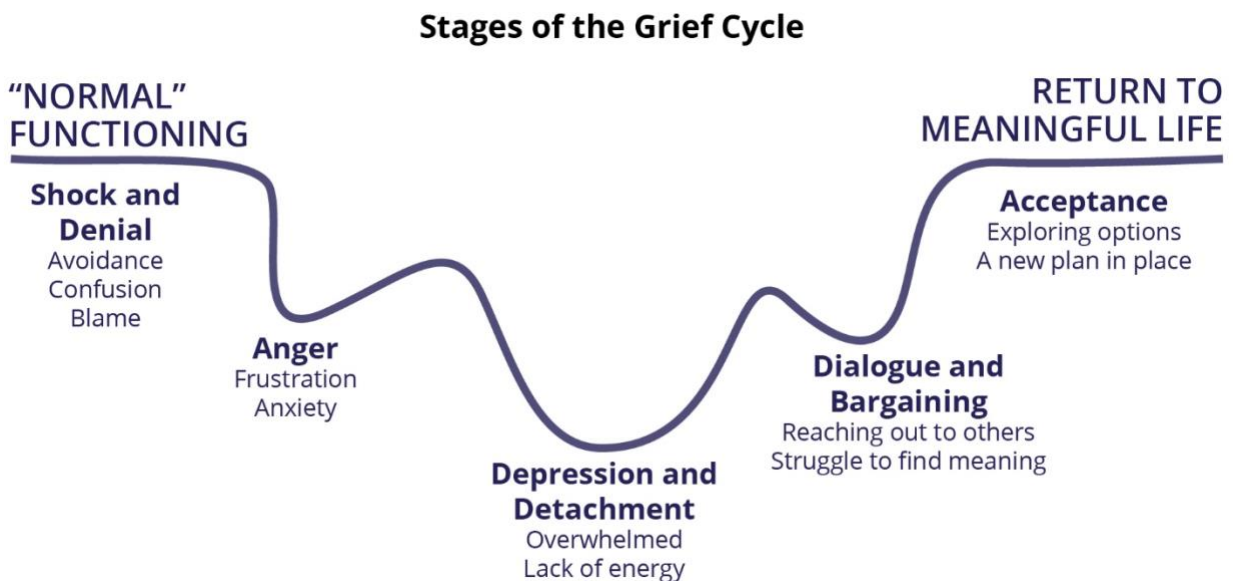 Stages of the Grief Cycle
“NORMAL”
FUNCTIONING
RETURN TO
MEANINGFUL LIFE
Shock and
Denial
Avoidance
Confusion
Blame
Anger
Frustration
Anxiety
Depression and
Detachment
Overwhelmed
Lack of energy
Dialogue and
Bargaining
Reaching out to others
Struggle to find meaning
Acceptance
Exploring options
A new plan in place